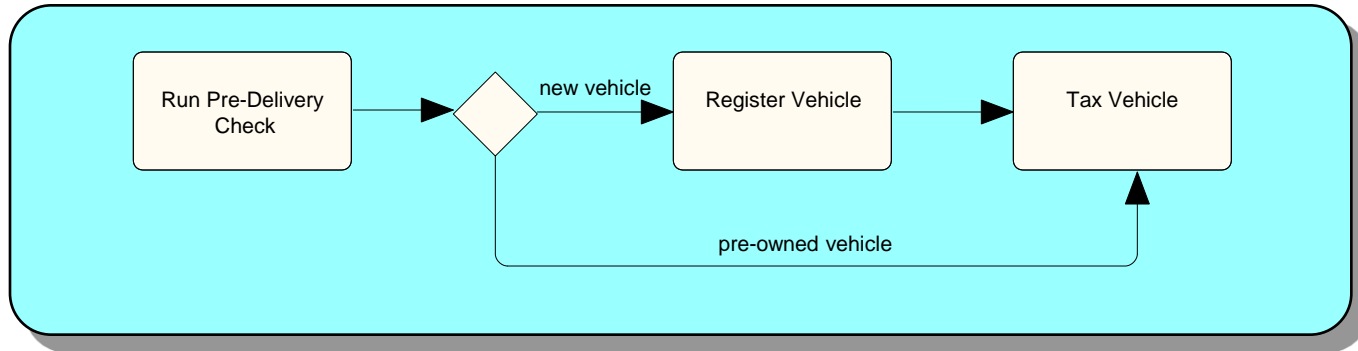 Run Pre-Delivery
Check
new vehicle
Register Vehicle
Tax Vehicle
pre-owned vehicle